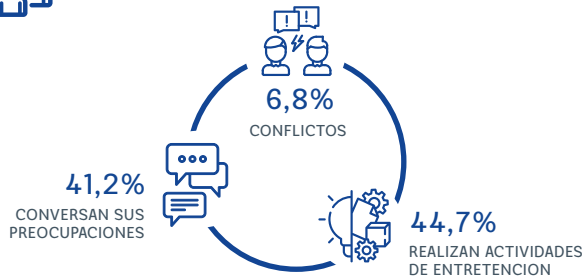 6,8%
CONFLICTOS
41,2%
CONVERSAN SUS
PREOCUPACIONES
44,7%
REALIZAN ACTIVIDADES
DE ENTRETENCION